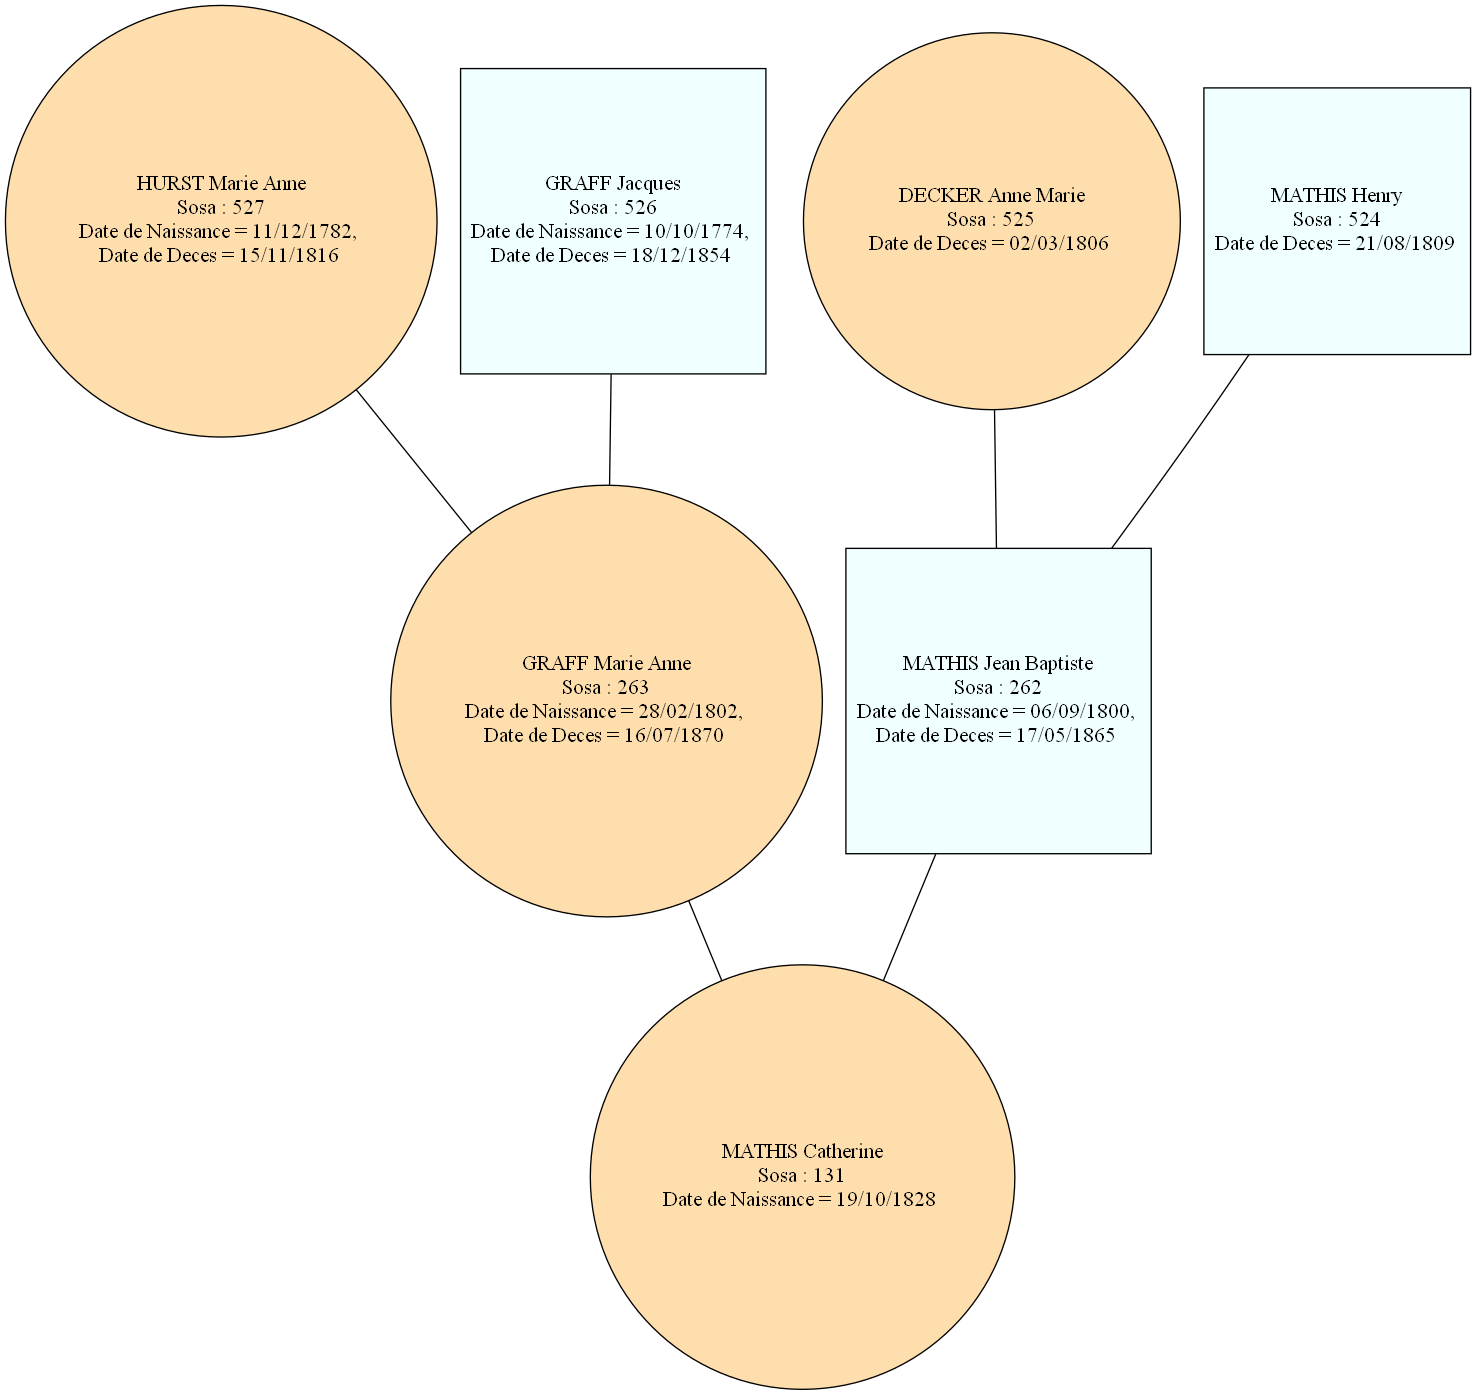 HURST Marie Anne
Sosa : 527
Date de Naissance = 11/12/1782,
Date de Deces = 15/11/1816
GRAFF Jacques
Sosa : 526
Date de Naissance = 10/10/1774,
Date de Deces = 18/12/1854
DECKER Anne Marie
Sosa : 525
Date de Deces = 02/03/1806
MATHIS Henry
Sosa : 524
Date de Deces = 21/08/1809
GRAFF Marie Anne
Sosa : 263
Date de Naissance = 28/02/1802,
Date de Deces = 16/07/1870
MATHIS Jean Baptiste
Sosa : 262
Date de Naissance = 06/09/1800,
Date de Deces = 17/05/1865
MATHIS Catherine
Sosa : 131
Date de Naissance = 19/10/1828